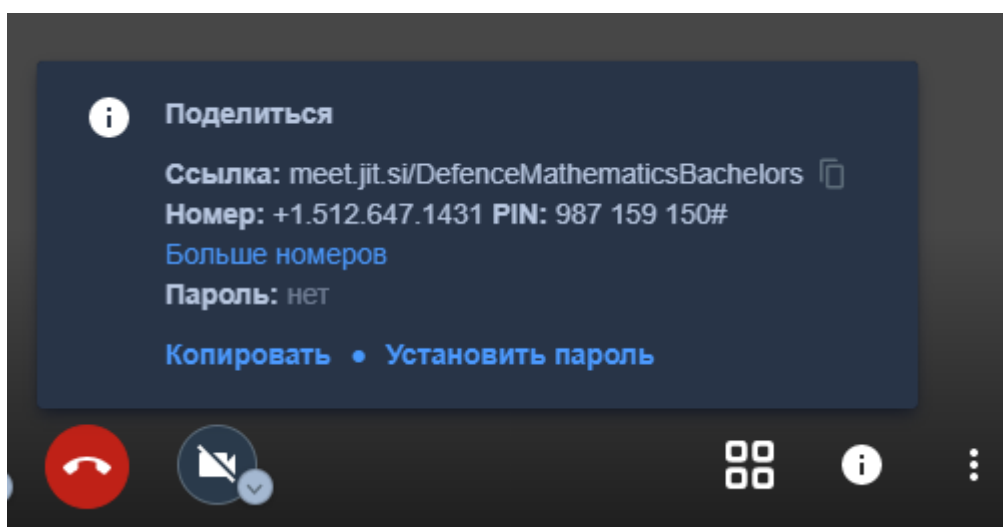 Поделиться
Ссылка: meet.jit.si/DefenceMathematicsBachelors
Номер: +1.512.647.1431 PIN: 987 159 150#
Больше номеров
Пароль: нет
Копировать • Установить пароль